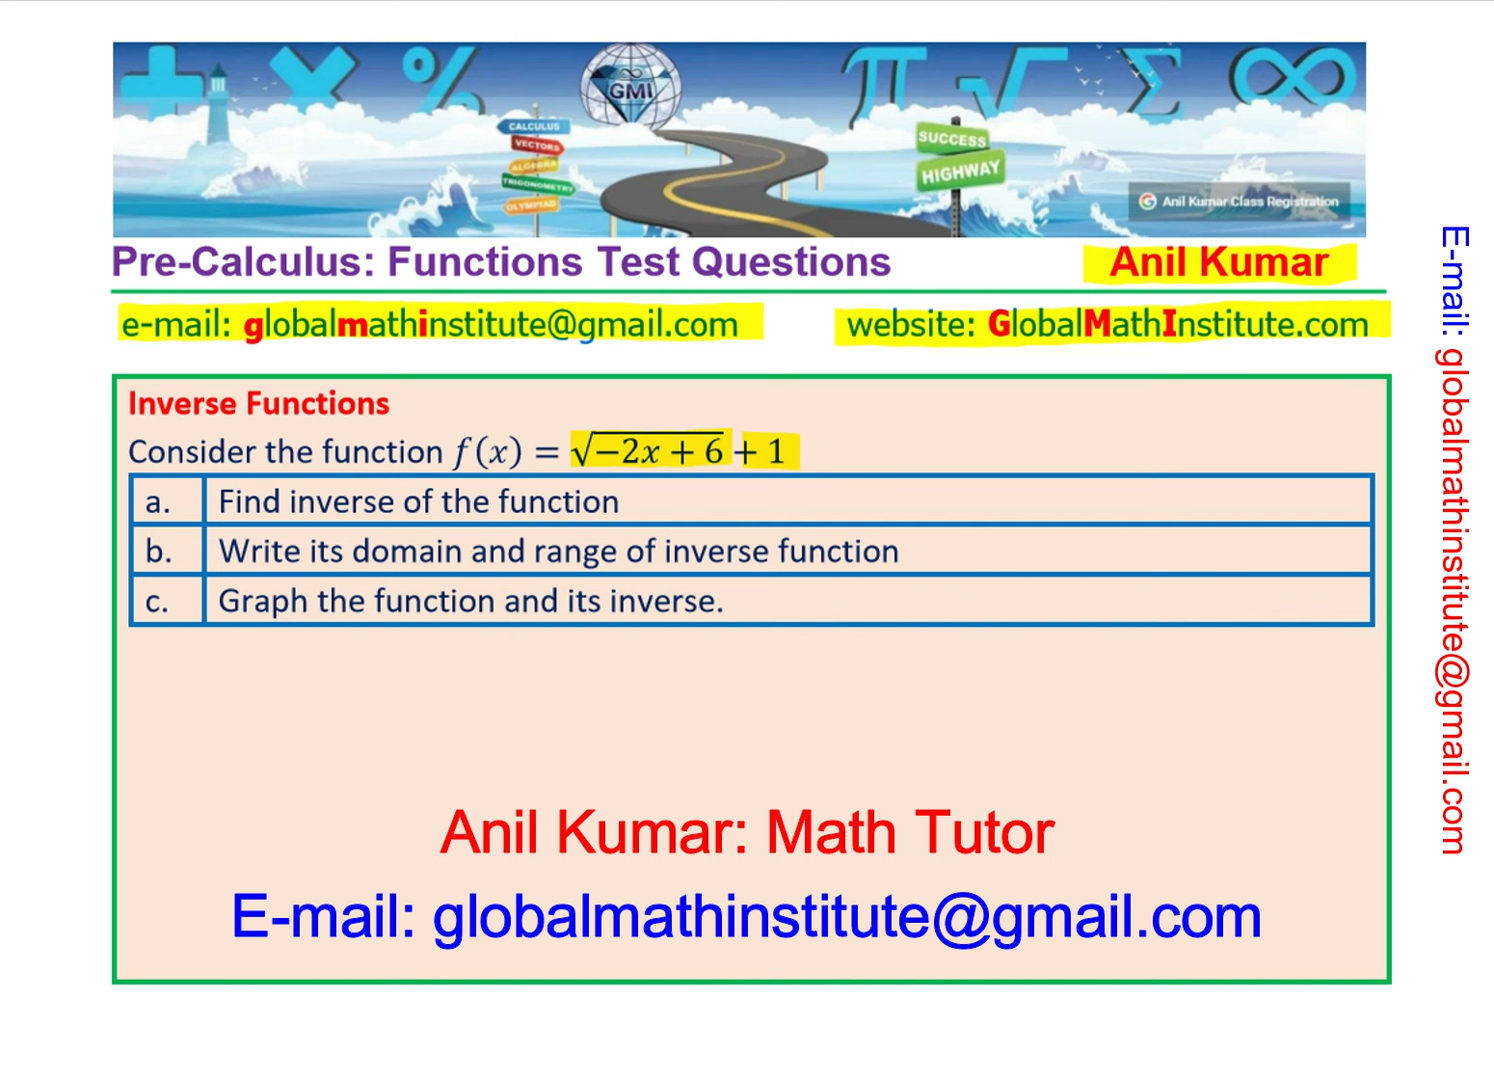 GMI
CALCULUS
VECTORS
ALGEBRA
TRIGONOMETRY
OLYMPIAD
SUCCESS
HIGHWAY
Anil Kumar Class Registration
Pre-Calculus: Functions Test Questions Anil Kumar
e-mail: globalmathinstitute@gmail.com website: GlobalMathInstitute.com
Inverse Functions
Consider the function f(x) = √(−2x + 6) + 1
a. Find inverse of the function
b. Write its domain and range of inverse function
c. Graph the function and its inverse.
Anil Kumar: Math Tutor
E-mail: globalmathinstitute@gmail.com
E-mail: globalmathinstitute@gmail.com